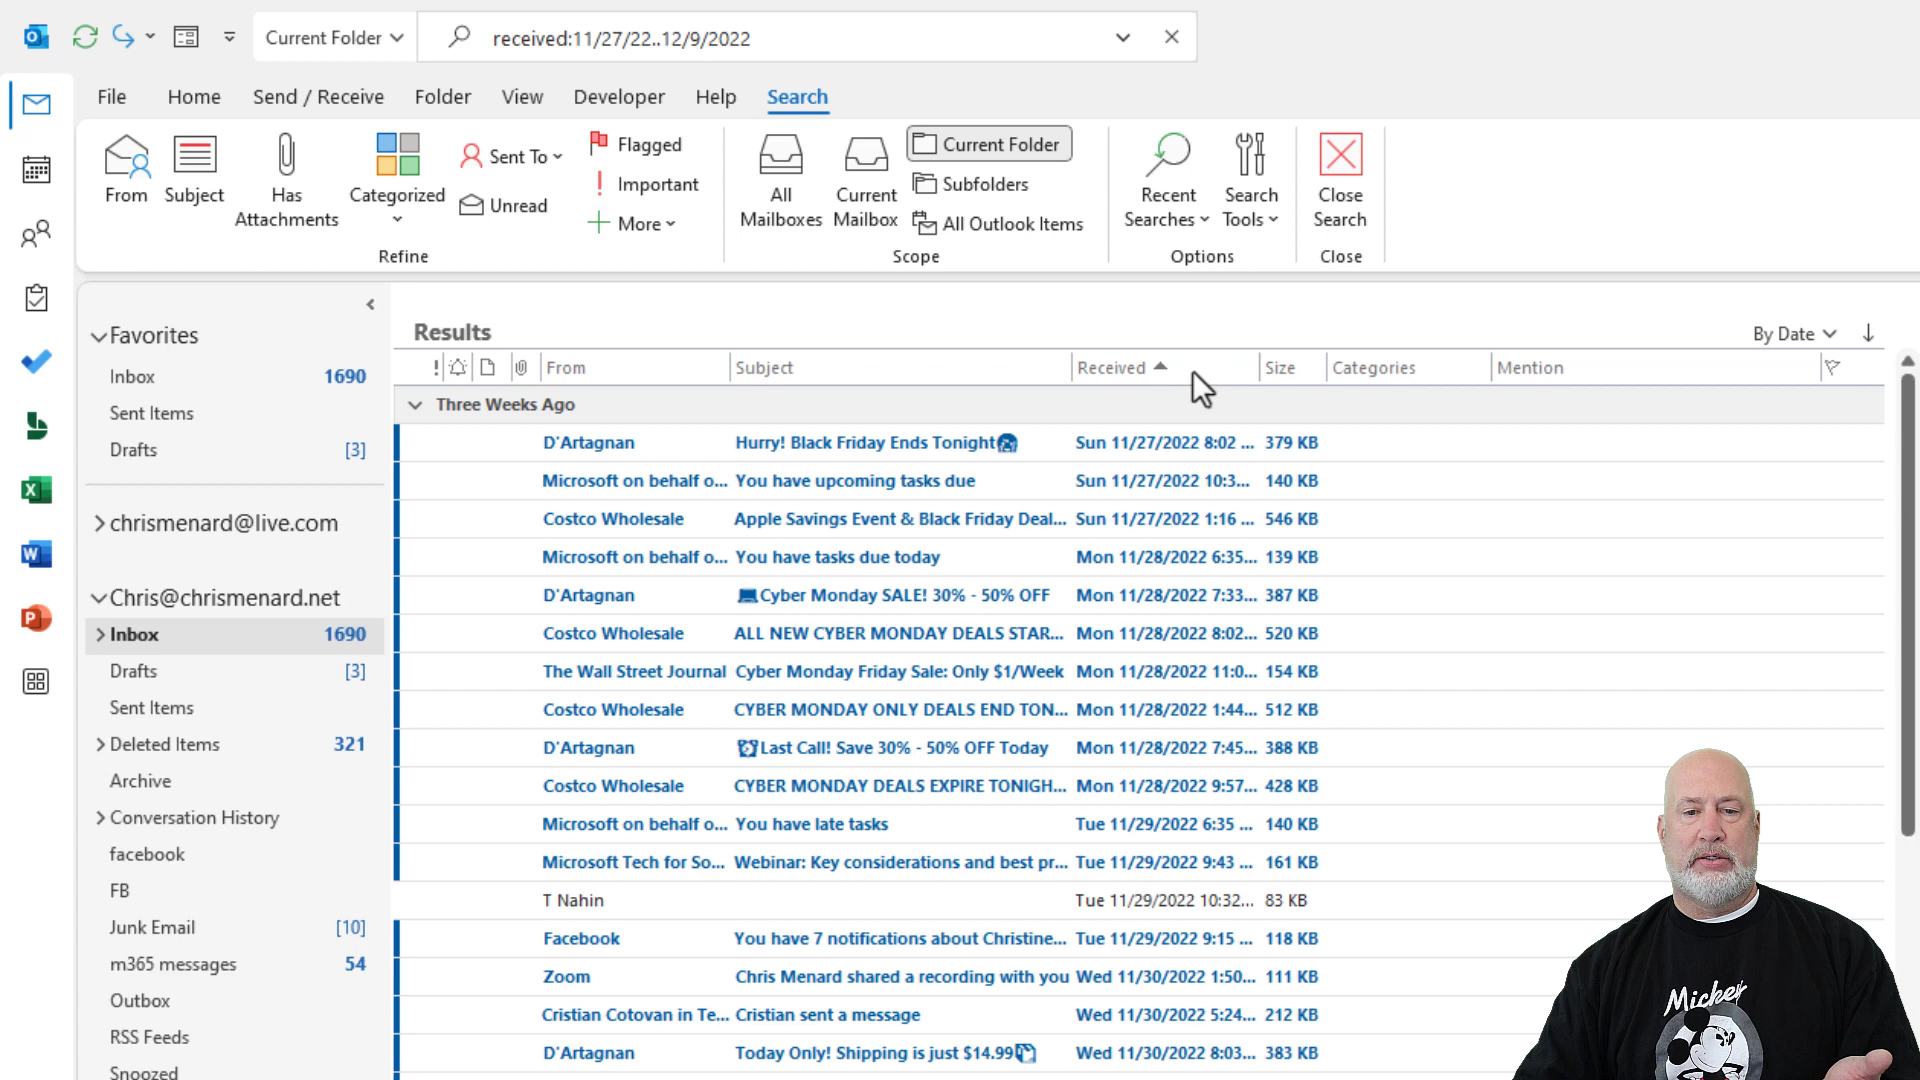 Current Folder
received:11/27/22..12/9/2022
File Home Send / Receive Folder View Developer Help Search
From
Subject
Has Attachments
Categorized
Sent To
Unread
Flagged
Important
More
Refine
All Mailboxes
Current Mailbox
Current Folder
Subfolders
All Outlook Items
Scope
Recent Searches
Search Tools
Options
Close Search
Close
Favorites
Inbox 1690
Sent Items
Drafts [3]
chrismenard@live.com
Chris@chrismenard.net
Inbox 1690
Drafts [3]
Sent Items
Deleted Items 321
Archive
Conversation History
facebook
FB
Junk Email [10]
m365 messages 54
Outbox
RSS Feeds
Snoozed
Results By Date
! From Subject Received Size Categories Mention
Three Weeks Ago
D'Artagnan Hurry! Black Friday Ends Tonight Sun 11/27/2022 8:02 ... 379 KB
Microsoft on behalf o... You have upcoming tasks due Sun 11/27/2022 10:3... 140 KB
Costco Wholesale Apple Savings Event & Black Friday Deal... Sun 11/27/2022 1:16 ... 546 KB
Microsoft on behalf o... You have tasks due today Mon 11/28/2022 6:35... 139 KB
D'Artagnan Cyber Monday SALE! 30% - 50% OFF Mon 11/28/2022 7:33... 387 KB
Costco Wholesale ALL NEW CYBER MONDAY DEALS STAR... Mon 11/28/2022 8:02... 520 KB
The Wall Street Journal Cyber Monday Friday Sale: Only $1/Week Mon 11/28/2022 11:0... 154 KB
Costco Wholesale CYBER MONDAY ONLY DEALS END TON... Mon 11/28/2022 1:44... 512 KB
D'Artagnan Last Call! Save 30% - 50% OFF Today Mon 11/28/2022 7:45... 388 KB
Costco Wholesale CYBER MONDAY DEALS EXPIRE TONIGH... Mon 11/28/2022 9:57... 428 KB
Microsoft on behalf o... You have late tasks Tue 11/29/2022 6:35 ... 140 KB
Microsoft Tech for So... Webinar: Key considerations and best pr... Tue 11/29/2022 9:43 ... 161 KB
T Nahin Tue 11/29/2022 10:32... 83 KB
Facebook You have 7 notifications about Christine... Tue 11/29/2022 9:15 ... 118 KB
Zoom Chris Menard shared a recording with you Wed 11/30/2022 1:50... 111 KB
Cristian Cotovan in Te... Cristian sent a message Wed 11/30/2022 5:24... 212 KB
D'Artagnan Today Only! Shipping is just $14.99 Wed 11/30/2022 8:03... 383 KB
Mickey